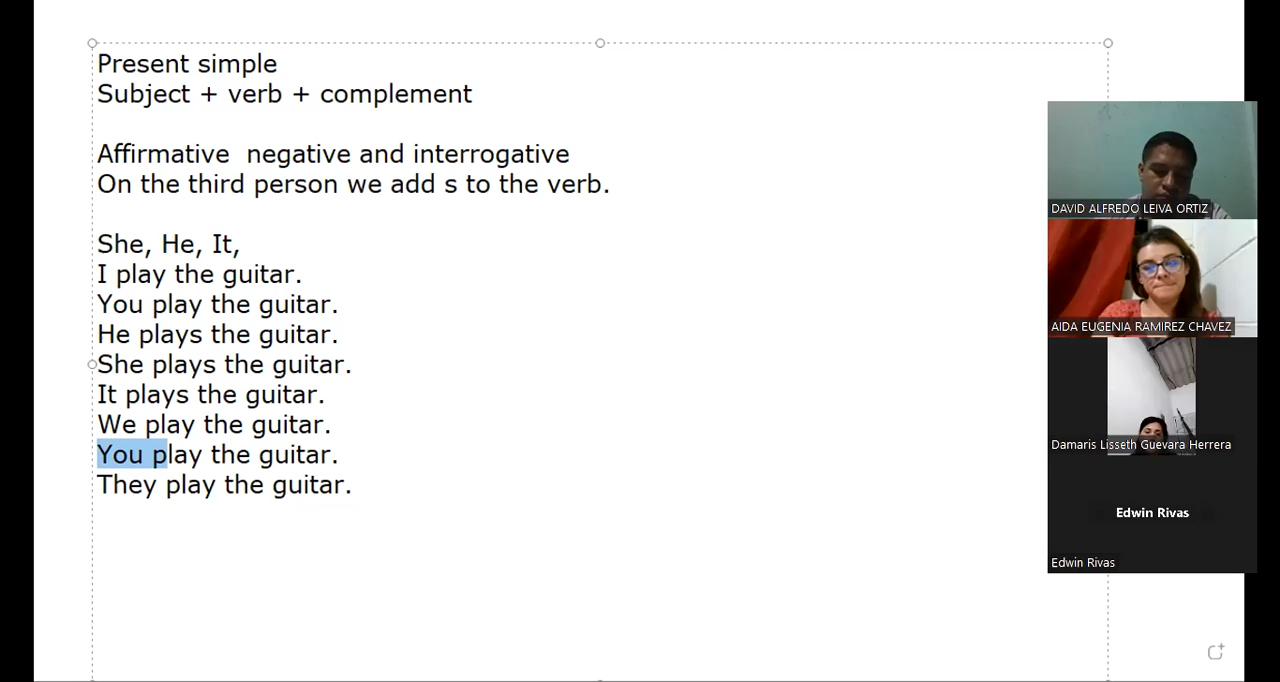 Present simple
Subject + verb + complement
Affirmative  negative and interrogative
On the third person we add s to the verb.
She, He, It,
I play the guitar.
You play the guitar.
He plays the guitar.
She plays the guitar.
It plays the guitar.
We play the guitar.
You play the guitar.
They play the guitar.
DAVID ALFREDO LEIVA ORTIZ
AIDA EUGENIA RAMIREZ CHAVEZ
Damaris Lisseth Guevara Herrera
Edwin Rivas
Edwin Rivas